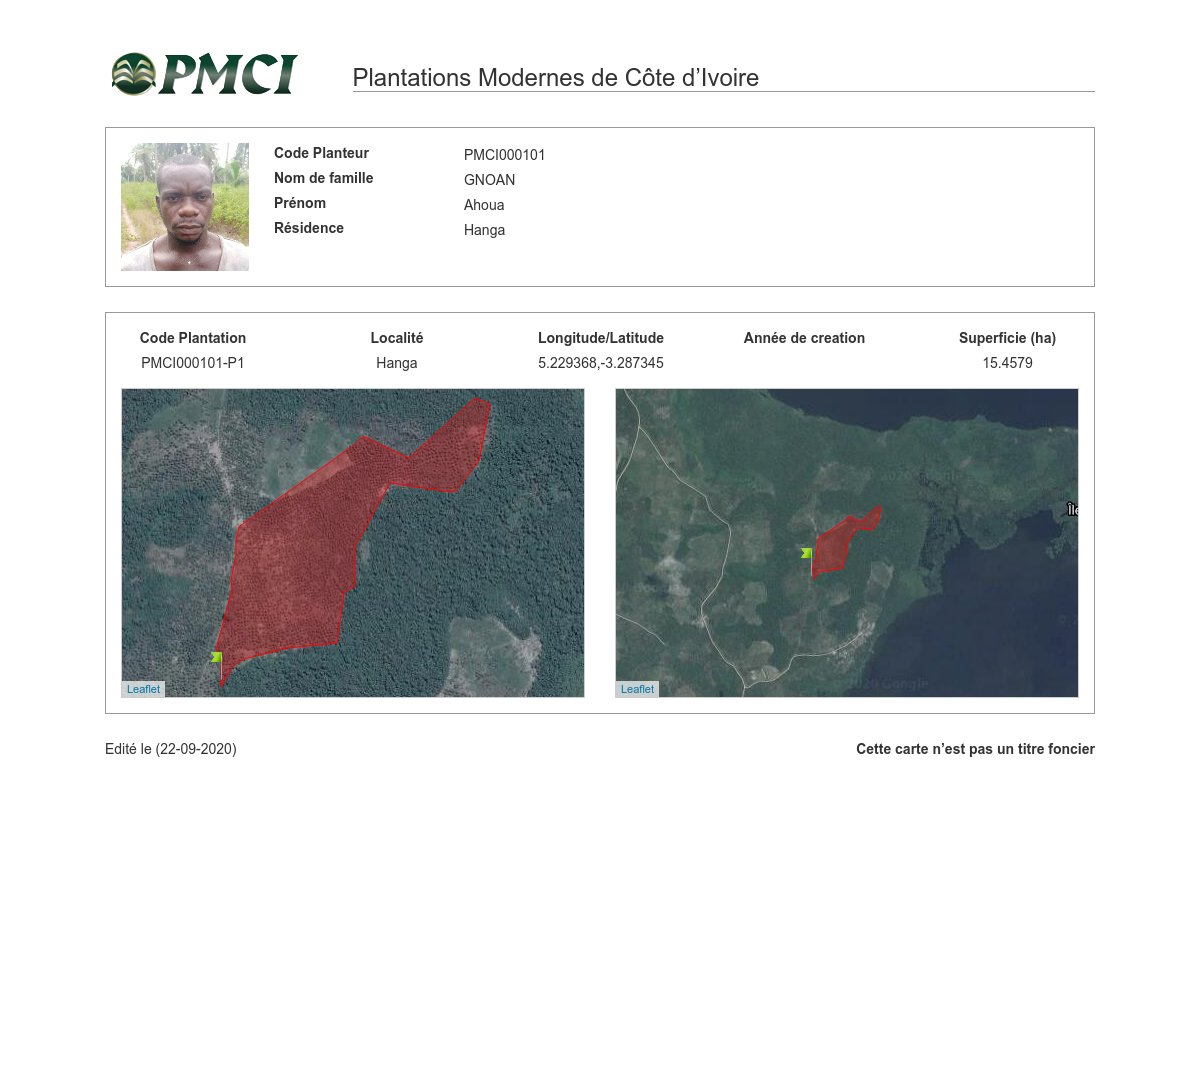 PMCI
Plantations Modernes de Côte d’Ivoire
Code Planteur PMCI000101
Nom de famille GNOAN
Prénom Ahoua
Résidence Hanga
Code Plantation Localité Longitude/Latitude Année de creation Superficie (ha)
PMCI000101-P1 Hanga 5.229368,-3.287345 15.4579
Îl
Leaflet
Leaflet
Google
Edité le (22-09-2020) Cette carte n’est pas un titre foncier